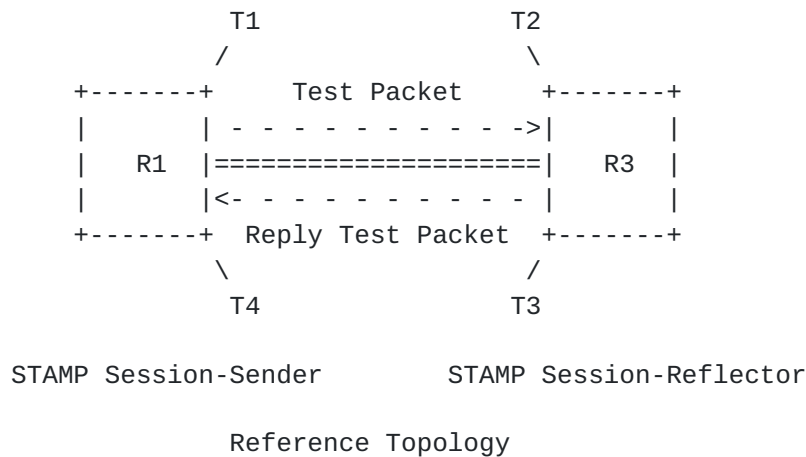 T1 T2
Test Packet
R1 R3
Reply Test Packet
T4 T3
STAMP Session-Sender STAMP Session-Reflector
Reference Topology